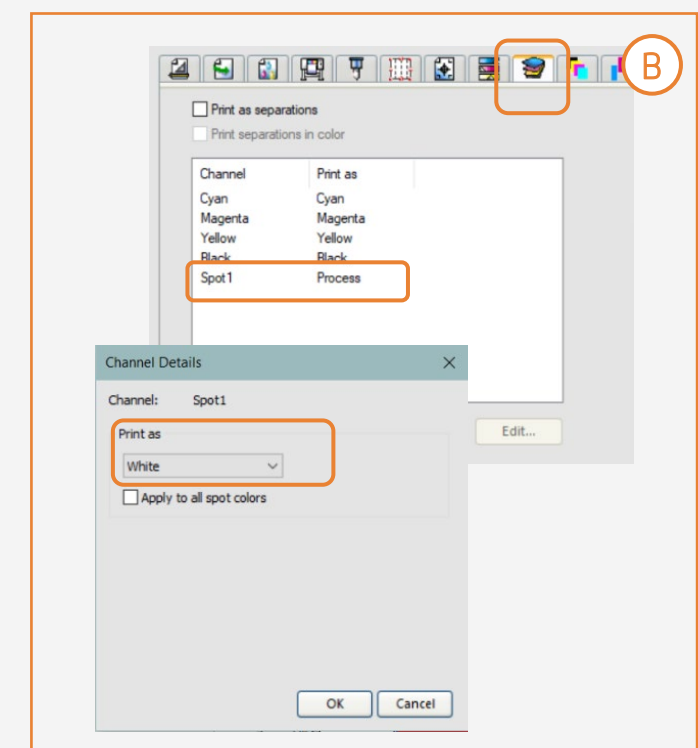 B
Print as separations
Print separations in color
Channel Print as
Cyan Cyan
Magenta Magenta
Yellow Yellow
Black Black
Spot1 Process
Edit...
Channel Details
Channel: Spot1
Print as
White
Apply to all spot colors
OK Cancel